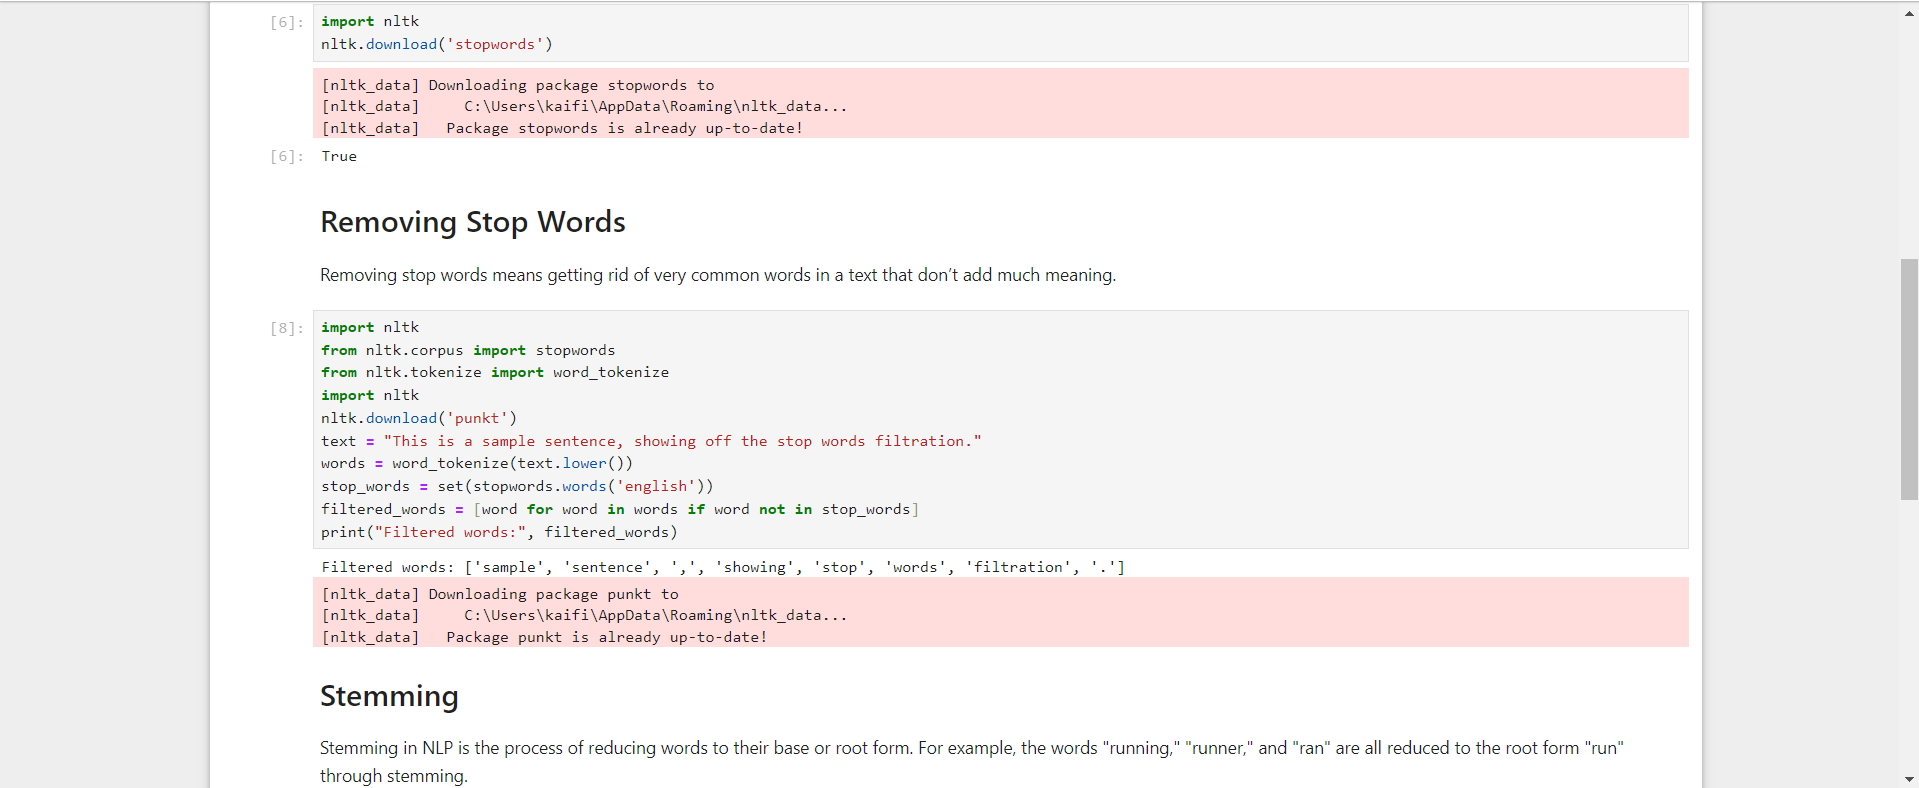 [6]: import nltk
nltk.download('stopwords')
[nltk_data] Downloading package stopwords to
[nltk_data]     C:\Users\kaifi\AppData\Roaming\nltk_data...
[nltk_data]   Package stopwords is already up-to-date!
[6]: True
Removing Stop Words
Removing stop words means getting rid of very common words in a text that don’t add much meaning.
[8]: import nltk
from nltk.corpus import stopwords
from nltk.tokenize import word_tokenize
import nltk
nltk.download('punkt')
text = "This is a sample sentence, showing off the stop words filtration."
words = word_tokenize(text.lower())
stop_words = set(stopwords.words('english'))
filtered_words = [word for word in words if word not in stop_words]
print("Filtered words:", filtered_words)
Filtered words: ['sample', 'sentence', ',', 'showing', 'stop', 'words', 'filtration', '.']
[nltk_data] Downloading package punkt to
[nltk_data]     C:\Users\kaifi\AppData\Roaming\nltk_data...
[nltk_data]   Package punkt is already up-to-date!
Stemming
Stemming in NLP is the process of reducing words to their base or root form. For example, the words "running," "runner," and "ran" are all reduced to the root form "run"
through stemming.